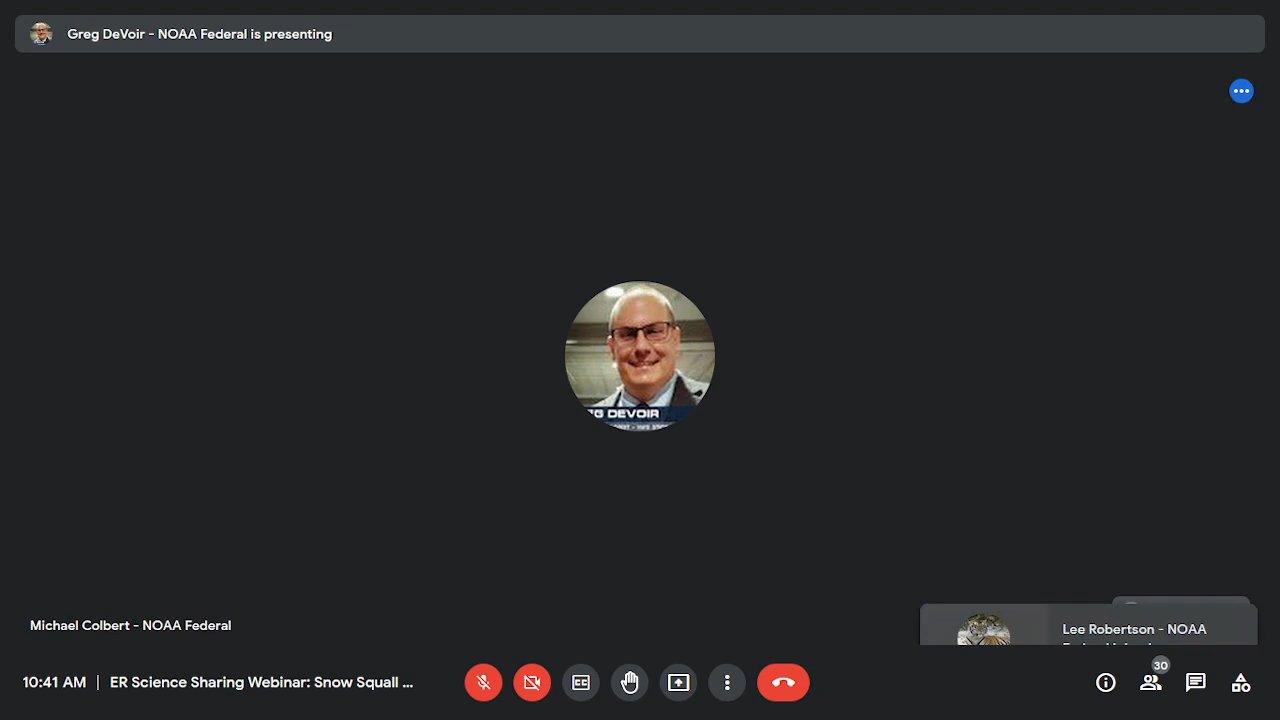 Greg DeVoir - NOAA Federal is presenting
G DEVOIR
Michael Colbert - NOAA Federal
Lee Robertson - NOAA
30
10:41 AM | ER Science Sharing Webinar: Snow Squall ...